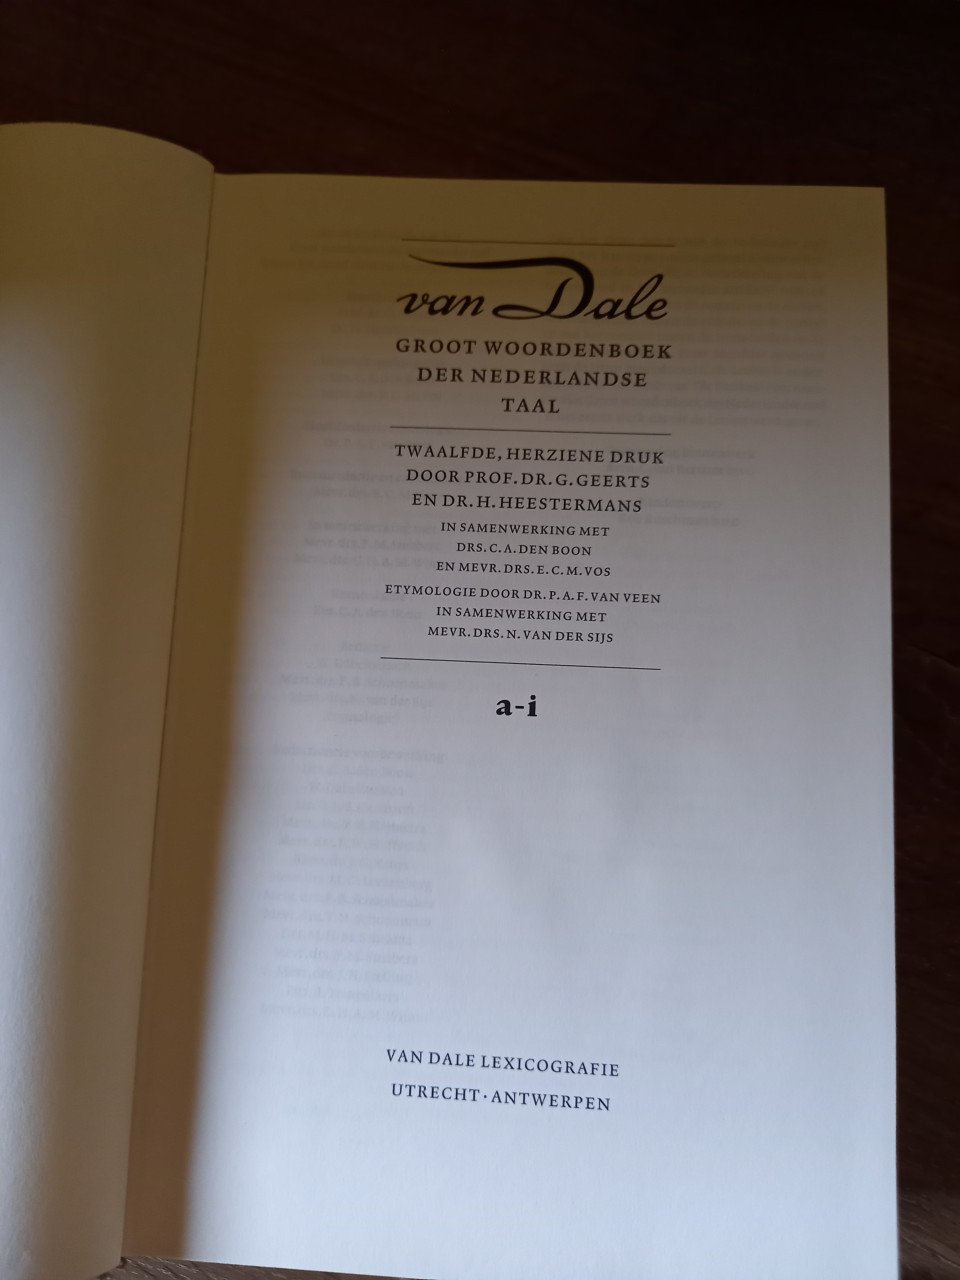 van Dale
GROOT WOORDENBOEK
DER NEDERLANDSE
TAAL
TWAALFDE, HERZIENE DRUK
DOOR PROF. DR. G. GEERTS
EN DR. H. HEESTERMANS
IN SAMENWERKING MET
DRS. C. A. DEN BOON
EN MEVR. DRS. E. C. M. VOS
ETYMOLOGIE DOOR DR. P. A. F. VAN VEEN
IN SAMENWERKING MET
MEVR. DRS. N. VAN DER SIJS
a-i
VAN DALE LEXICOGRAFIE
UTRECHT · ANTWERPEN